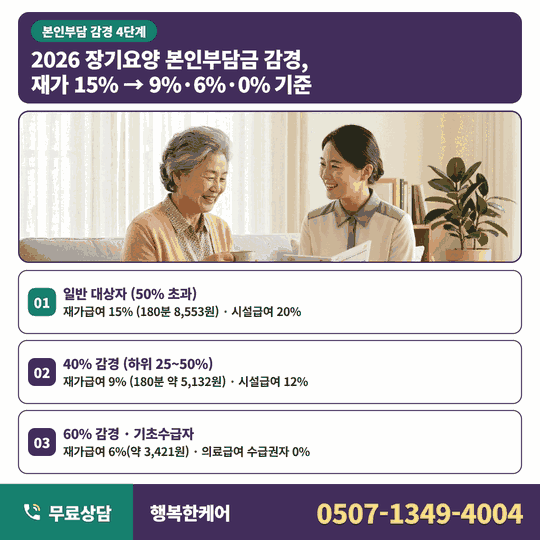 본인부담 감경 4단계
2026 장기요양 본인부담금 감경,
재가 15% → 9%·6%·0% 기준
01
일반 대상자 (50% 초과)
재가급여 15% (180분 8,553원) · 시설급여 20%
02
40% 감경 (하위 25~50%)
재가급여 9% (180분 약 5,132원) · 시설급여 12%
03
60% 감경 · 기초수급자
재가급여 6%(약 3,421원) · 의료급여 수급권자 0%
무료상담
행복한케어
0507-1349-4004